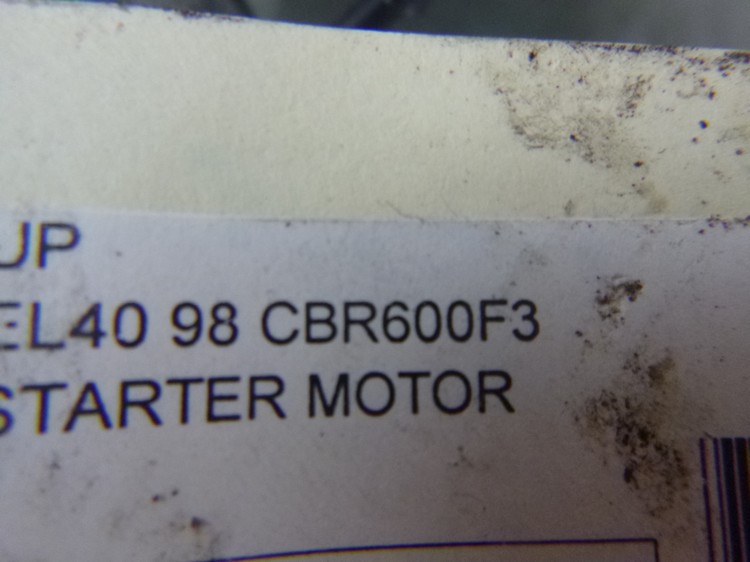 UP
EL40 98 CBR600F3
STARTER MOTOR